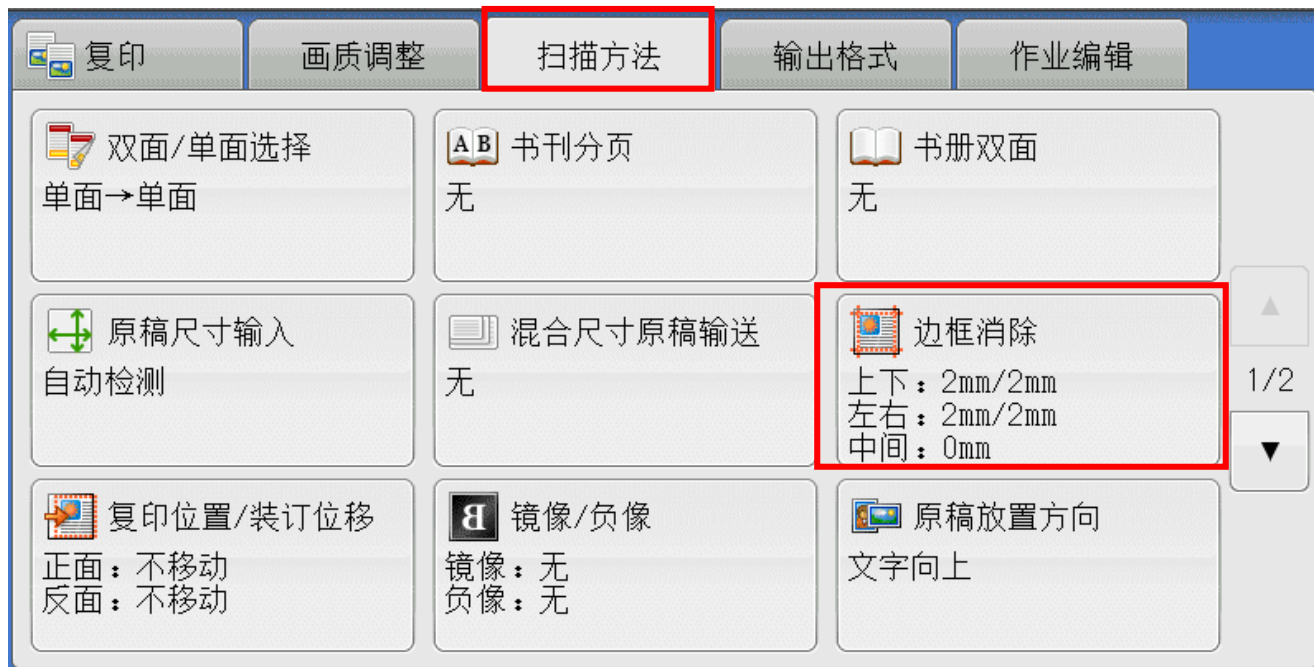 复印
画质调整
扫描方法
输出格式
作业编辑
双面/单面选择
单面→单面
AB 书刊分页
无
书册双面
无
原稿尺寸输入
自动检测
混合尺寸原稿输送
无
边框消除
上下：2mm/2mm
左右：2mm/2mm
中间：0mm
▲
1/2
▼
复印位置/装订位移
正面：不移动
反面：不移动
B 镜像/负像
镜像：无
负像：无
原稿放置方向
文字向上